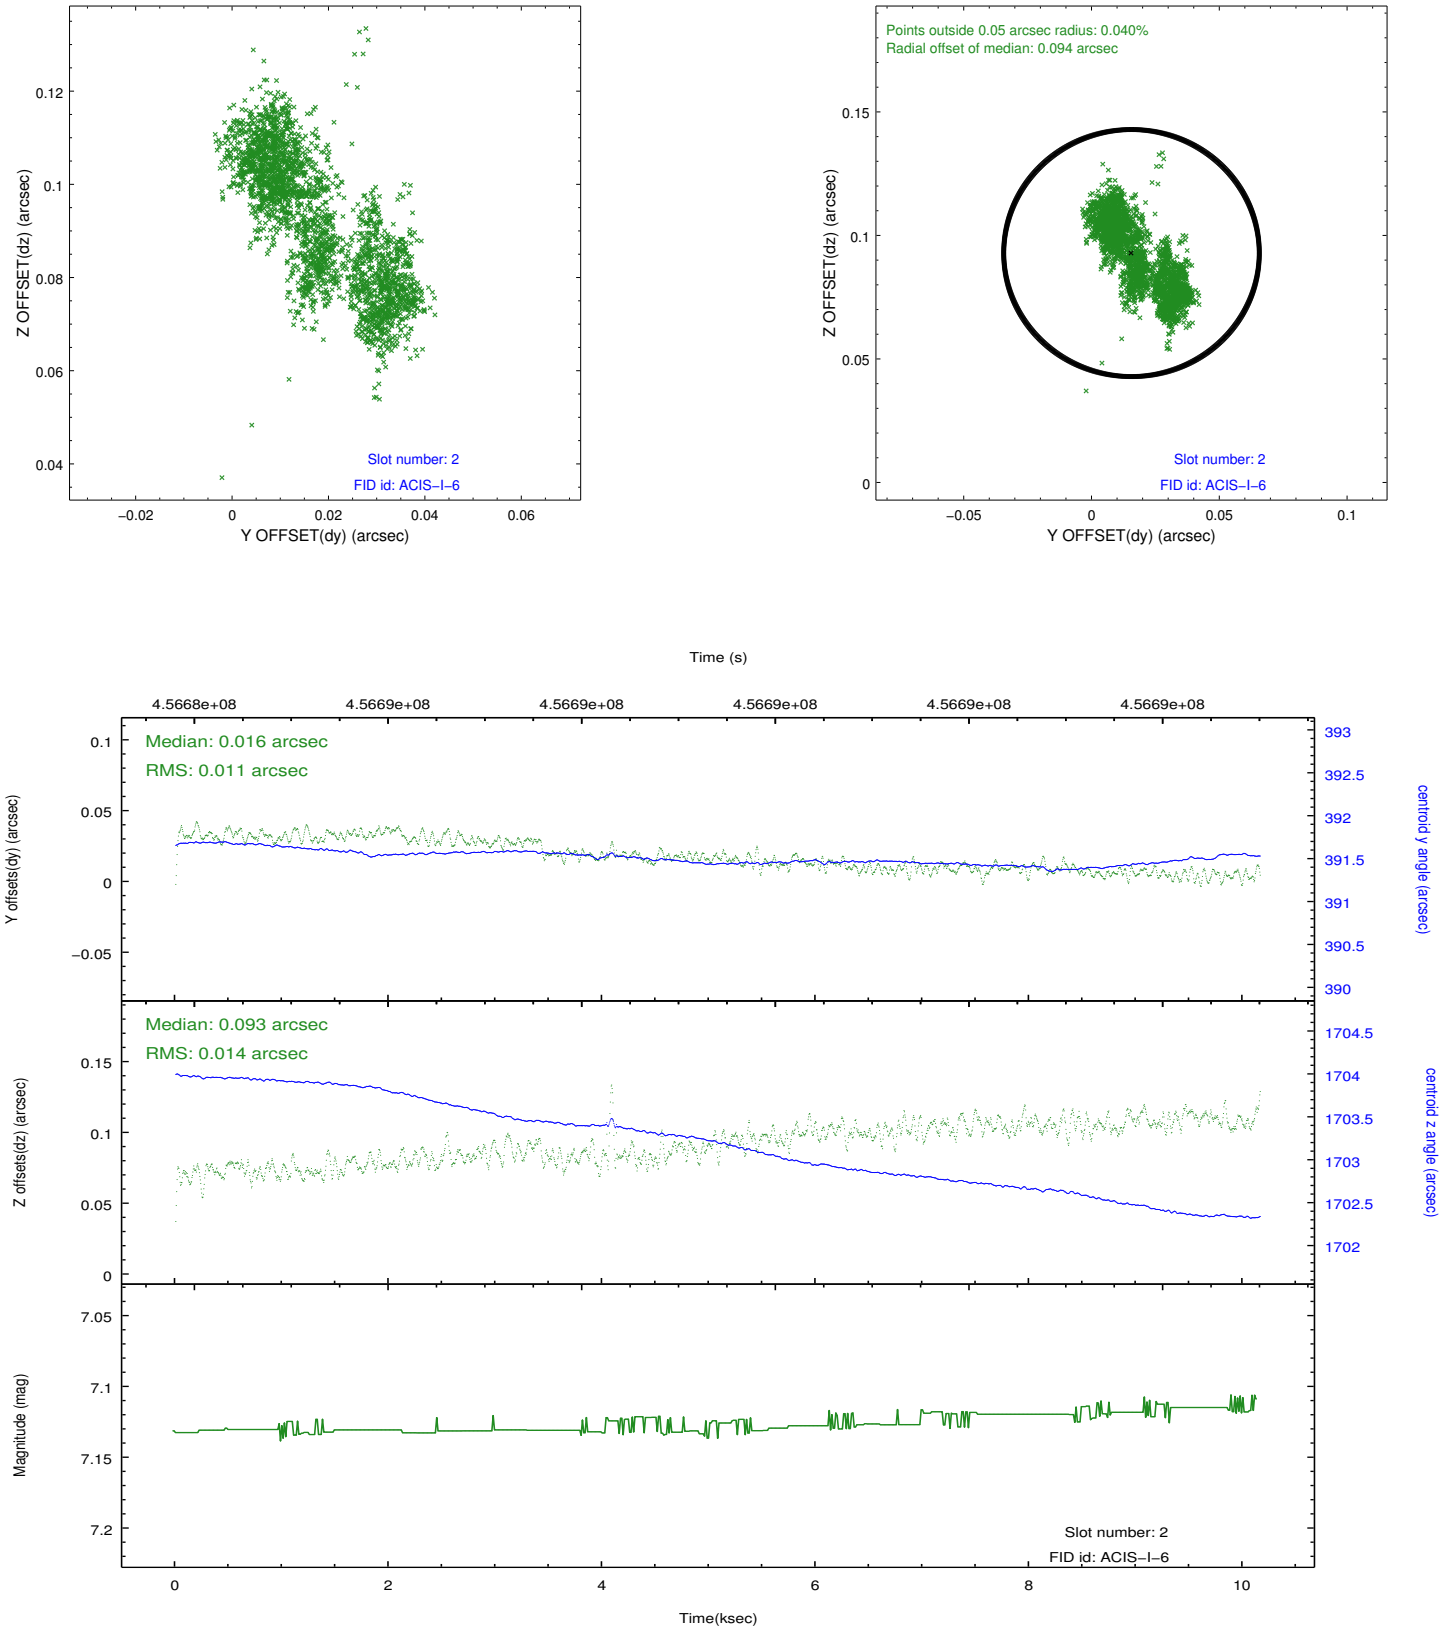 0.12
0.1
0.08
0.06
0.04
Z OFFSET(dz) (arcsec)
−0.02 0 0.02 0.04 0.06
Y OFFSET(dy) (arcsec)
Slot number: 2
FID id: ACIS−I−6
Points outside 0.05 arcsec radius: 0.040%
Radial offset of median: 0.094 arcsec
0.15
0.1
0.05
0
Z OFFSET(dz) (arcsec)
−0.05 0 0.05 0.1
Y OFFSET(dy) (arcsec)
Slot number: 2
FID id: ACIS−I−6
Time (s)
4.5668e+08 4.5669e+08 4.5669e+08 4.5669e+08 4.5669e+08 4.5669e+08
Median: 0.016 arcsec
RMS: 0.011 arcsec
0.1
0.05
0
−0.05
Y offsets(dy) (arcsec)
393
392.5
392
391.5
391
390.5
390
centroid y angle (arcsec)
Median: 0.093 arcsec
RMS: 0.014 arcsec
0.15
0.1
0.05
0
Z offsets(dz) (arcsec)
1704.5
1704
1703.5
1703
1702.5
1702
centroid z angle (arcsec)
7.05
7.1
7.15
7.2
Magnitude (mag)
Slot number: 2
FID id: ACIS−I−6
0 2 4 6 8 10
Time(ksec)